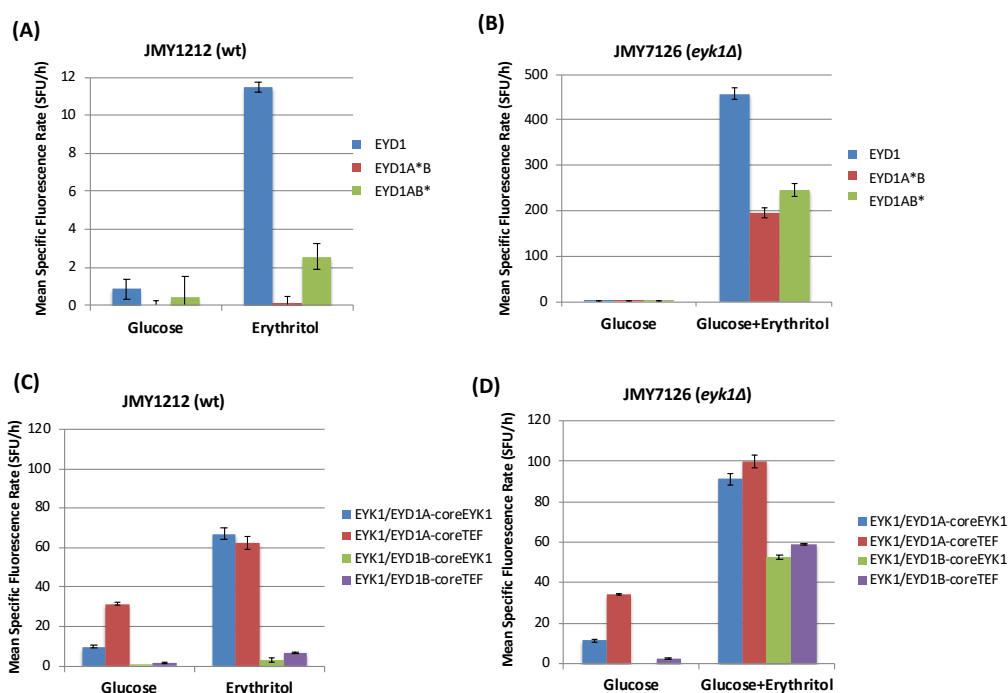 (A)
JMY1212 (wt)
Mean Specific Fluorescence Rate (SFU/h)
12
10
8
6
4
2
0
Glucose
Erythritol
EYD1
EYD1A*B
EYD1AB*
(B)
JMY7126 (eyk1Δ)
Mean Specific Fluorescence Rate (SFU/h)
500
400
300
200
100
0
Glucose
Glucose+Erythritol
EYD1
EYD1A*B
EYD1AB*
(C)
JMY1212 (wt)
Mean Specific Fluorescence Rate (SFU/h)
120
100
80
60
40
20
0
Glucose
Erythritol
EYK1/EYD1A-coreEYK1
EYK1/EYD1A-coreTEF
EYK1/EYD1B-coreEYK1
EYK1/EYD1B-coreTEF
(D)
JMY7126 (eyk1Δ)
Mean Specific Fluorescence Rate (SFU/h)
120
100
80
60
40
20
0
Glucose
Glucose+Erythritol
EYK1/EYD1A-coreEYK1
EYK1/EYD1A-coreTEF
EYK1/EYD1B-coreEYK1
EYK1/EYD1B-coreTEF